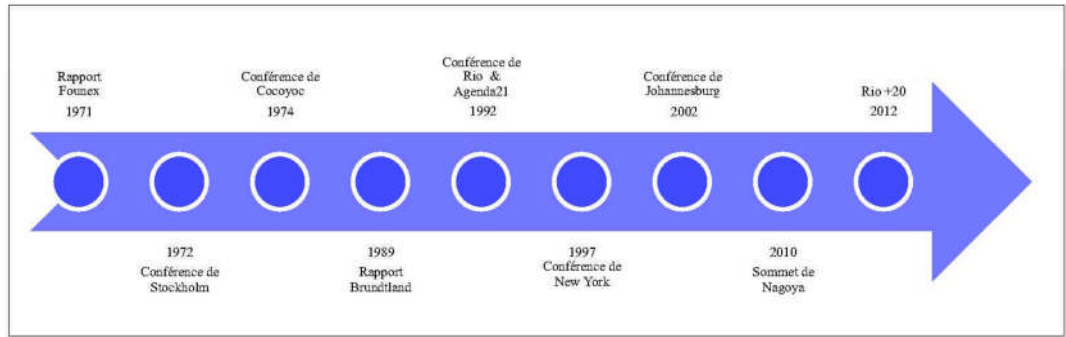 Rapport
Founex
1971
Conférence de
Cocoyoc
1974
Conférence de
Rio &
Agenda21
1992
Conférence de
Johannesburg
2002
Rio +20
2012
1972
Conférence de
Stockholm
1989
Rapport
Brundtland
1997
Conférence de
New York
2010
Sommet de
Nagoya